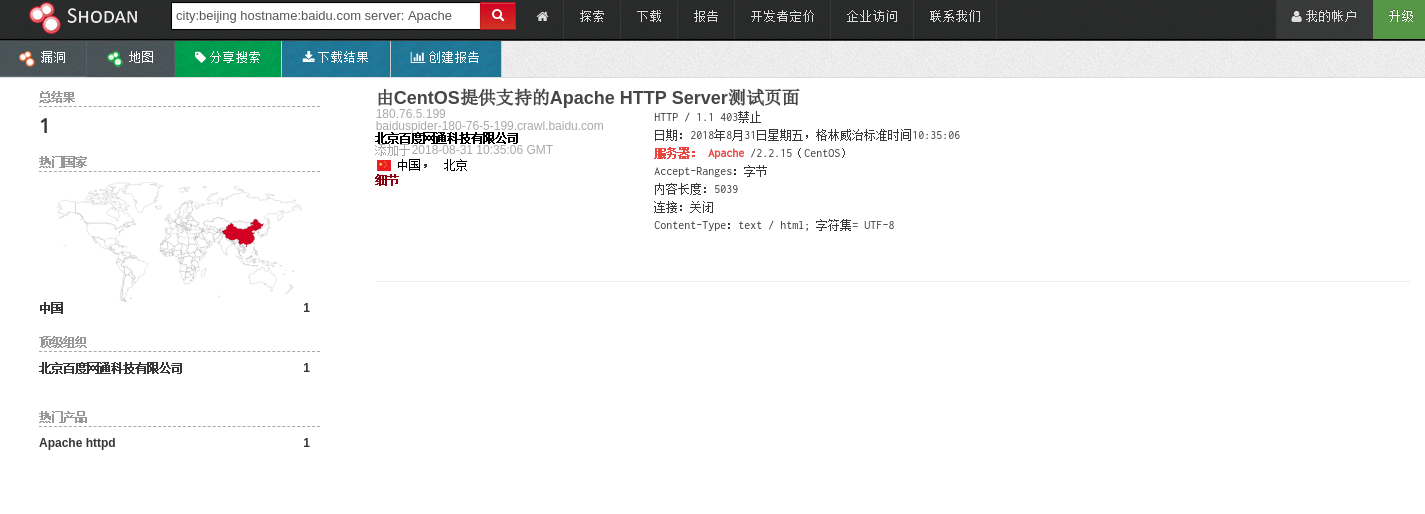 SHODAN
city:beijing hostname:baidu.com server: Apache
探索
下载
报告
开发者定价
企业访问
联系我们
我的帐户
升级
漏洞
地图
分享搜索
下载结果
创建报告
总结果
1
热门国家
中国 1
顶级组织
北京百度网通科技有限公司 1
热门产品
Apache httpd 1
由CentOS提供支持的Apache HTTP Server测试页面
180.76.5.199
baiduspider-180-76-5-199.crawl.baidu.com
北京百度网通科技有限公司
添加于2018-08-31 10:35:06 GMT
中国， 北京
细节
HTTP / 1.1 403禁止
日期：2018年8月31日星期五，格林威治标准时间10:35:06
服务器： Apache /2.2.15（CentOS）
Accept-Ranges：字节
内容长度：5039
连接：关闭
Content-Type：text / html; 字符集= UTF-8